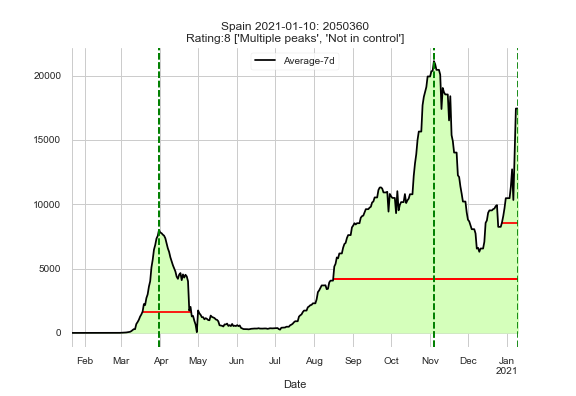 Spain 2021-01-10: 2050360
Rating:8 ['Multiple peaks', 'Not in control']
Average-7d
20000
15000
10000
5000
0
Feb Mar Apr May Jun Jul Aug Sep Oct Nov Dec Jan
2021
Date